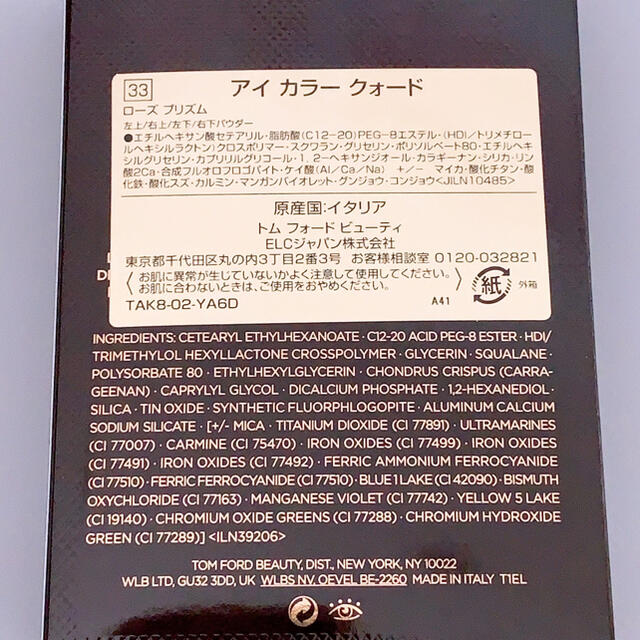 33 アイ カラー クォード
ローズ プリズム
左上/右上/左下/右下パウダー
●エチルヘキサン酸セテアリル・脂肪酸(C12-20)PEG-8エステル・(HDI/トリメチロー
ルヘキシルラクトン)クロスポリマー・スクワラン・グリセリン・ポリソルベート80・エチルヘキ
シルグリセリン・カプリリルグリコール・1, 2-ヘキサンジオール・カラギーナン・シリカ・リン
酸2Ca・合成フルオロフロゴパイト・ケイ酸(Al/Ca/Na) +/- マイカ・酸化チタン・酸
化鉄・酸化スズ・カルミン・マンガンバイオレット・グンジョウ・コンジョウ<JILN10485>
原産国:イタリア
トム フォード ビューティ
ELCジャパン株式会社
東京都千代田区丸の内3丁目2番3号 お客様相談室 0120-032821
お肌に異常が生じていないかよく注意して使用してください。
お肌に合わないときは、ご使用をおやめください。
紙 外箱
TAK8-02-YA6D A41
INGREDIENTS: CETEARYL ETHYLHEXANOATE · C12-20 ACID PEG-8 ESTER · HDI/
TRIMETHYLOL HEXYLLACTONE CROSSPOLYMER · GLYCERIN · SQUALANE ·
POLYSORBATE 80 · ETHYLHEXYLGLYCERIN · CHONDRUS CRISPUS (CARRA-
GEENAN) · CAPRYLYL GLYCOL · DICALCIUM PHOSPHATE · 1,2-HEXANEDIOL ·
SILICA · TIN OXIDE · SYNTHETIC FLUORPHLOGOPITE · ALUMINUM CALCIUM
SODIUM SILICATE · [+/- MICA · TITANIUM DIOXIDE (CI 77891) · ULTRAMARINES
(CI 77007) · CARMINE (CI 75470) · IRON OXIDES (CI 77499) · IRON OXIDES
(CI 77491) · IRON OXIDES (CI 77492) · FERRIC AMMONIUM FERROCYANIDE
(CI 77510) · FERRIC FERROCYANIDE (CI 77510) · BLUE 1 LAKE (CI 42090) · BISMUTH
OXYCHLORIDE (CI 77163) · MANGANESE VIOLET (CI 77742) · YELLOW 5 LAKE
(CI 19140) · CHROMIUM OXIDE GREENS (CI 77288) · CHROMIUM HYDROXIDE
GREEN (CI 77289)] <ILN39206>
TOM FORD BEAUTY, DIST., NEW YORK, NY 10022
WLB LTD, GU32 3DD, UK WLBS NV. OEVEL BE-2260 MADE IN ITALY T1EL